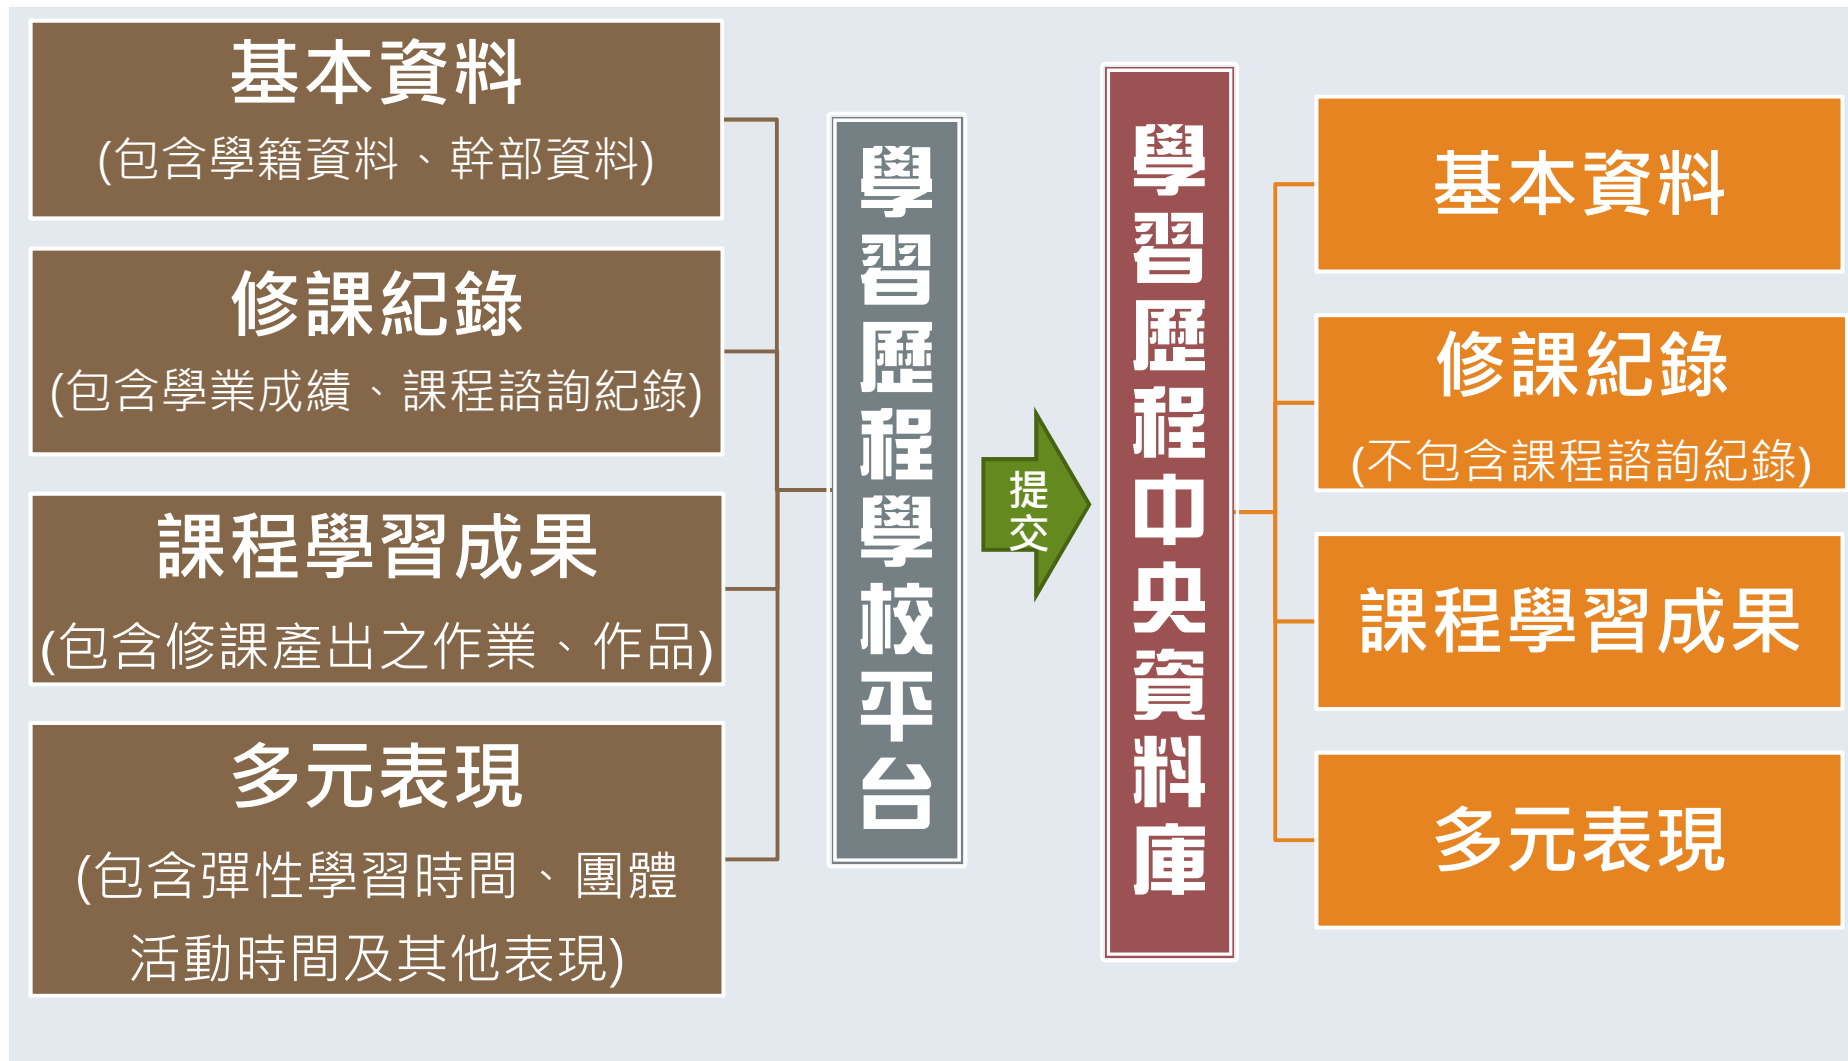 基本資料
(包含學籍資料、幹部資料)
修課紀錄
(包含學業成績、課程諮詢紀錄)
課程學習成果
(包含修課產出之作業、作品)
多元表現
(包含彈性學習時間、團體
活動時間及其他表現)
學習歷程學校平台
提
交
學習歷程中央資料庫
基本資料
修課紀錄
(不包含課程諮詢紀錄)
課程學習成果
多元表現